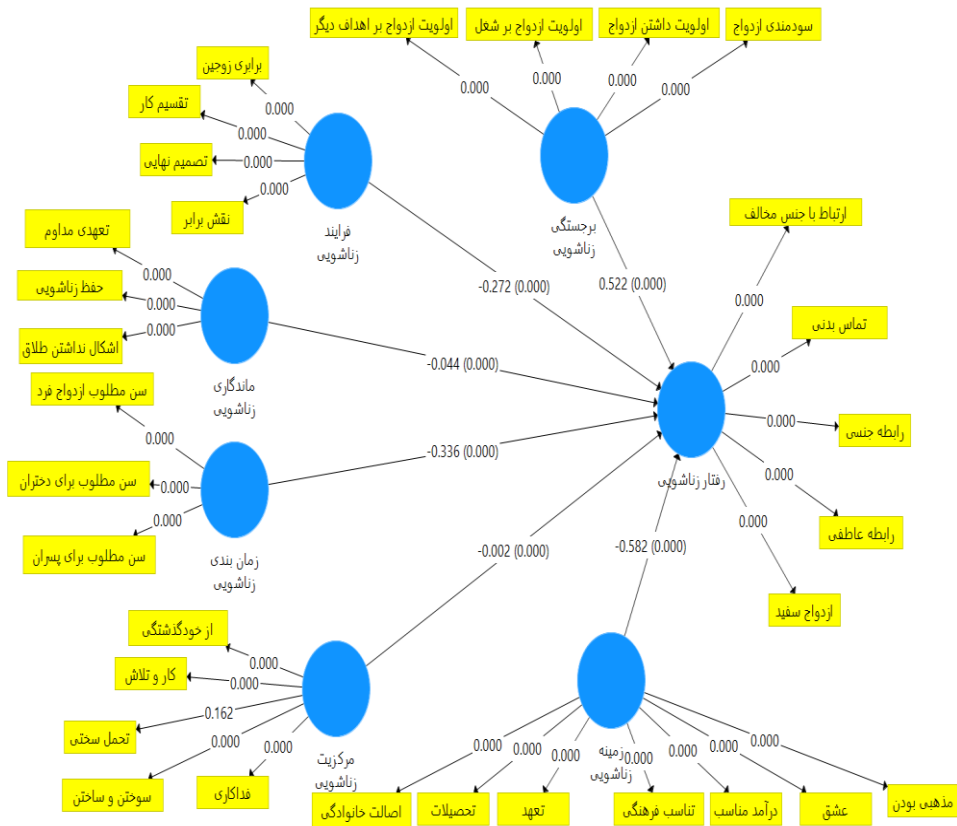 اولویت ازدواج بر اهداف دیگر
اولویت ازدواج بر شغل
اولویت داشتن ازدواج
سودمندی ازدواج
0.000
0.000
0.000
0.000
برجستگی
زناشویی
0.522 (0.000)
برابری زوجین
تقسیم کار
تصمیم نهایی
نقش برابر
0.000
0.000
0.000
0.000
فرایند
زناشویی
-0.272 (0.000)
تعهدی مداوم
حفظ زناشویی
اشکال نداشتن طلاق
0.000
0.000
0.000
ماندگاری
زناشویی
-0.044 (0.000)
سن مطلوب ازدواج فرد
سن مطلوب برای دختران
سن مطلوب برای پسران
0.000
0.000
0.000
زمان بندی
زناشویی
-0.336 (0.000)
ارتباط با جنس مخالف
تماس بدنی
رابطه جنسی
رابطه عاطفی
ازدواج سفید
0.000
0.000
0.000
0.000
0.000
رفتار زناشویی
از خودگذشتگی
کار و تلاش
تحمل سختی
سوختن و ساختن
فداکاری
0.000
0.000
0.162
0.000
0.000
مرکزیت
زناشویی
-0.002 (0.000)
-0.582 (0.000)
زمینه
زناشویی
0.000
0.000
0.000
0.000
0.000
0.000
0.000
اصالت خانوادگی
تحصیلات
تعهد
تناسب فرهنگی
درآمد مناسب
عشق
مذهبی بودن